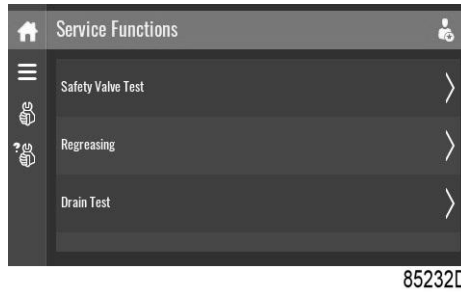 Service Functions
Safety Valve Test
?
Regreasing
Drain Test
85232D